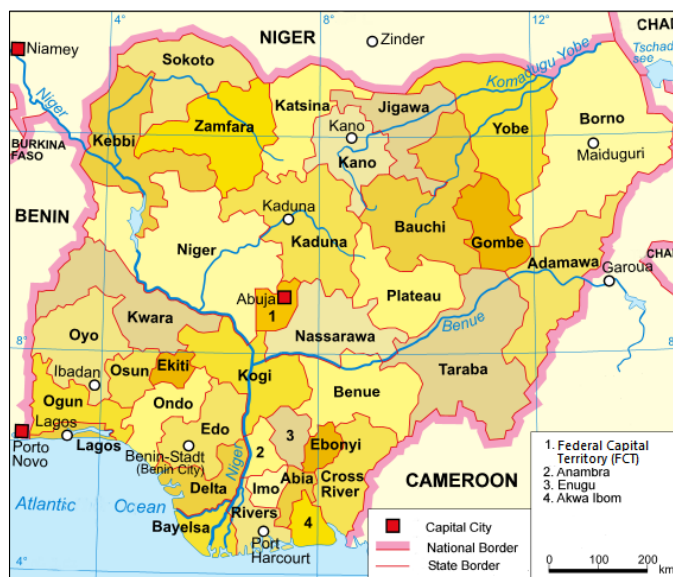 4°
8°
12°
Niamey
NIGER
Zinder
CHAD
Tschad-
see
Sokoto
Komadugu Yobe
Niger
Katsina
Jigawa
Zamfara
Yobe
Borno
Kebbi
Kano
Kano
Maiduguri
BURKINA
FASO
BENIN
Kaduna
Kaduna
Bauchi
Gombe
Niger
Adamawa
CHAD
Garoua
Abuja
1
Plateau
Kwara
Nassarawa
Benue
Oyo
8°
8°
Taraba
Ibadan
Osun
Ekiti
Kogi
Benue
Ogun
Ondo
Lagos
Edo
3
Ebonyi
Porto
Novo
Lagos
Benin-Stadt
(Benin City)
Niger
2
Abia
Cross
River
CAMEROON
Imo
Delta
Atlantic Ocean
Rivers
4
Bayelsa
Port
Harcourt
4°
1. Federal Capital
Territory (FCT)
2. Anambra
3. Enugu
4. Akwa Ibom
Capital City
National Border
State Border
0 100 200
km